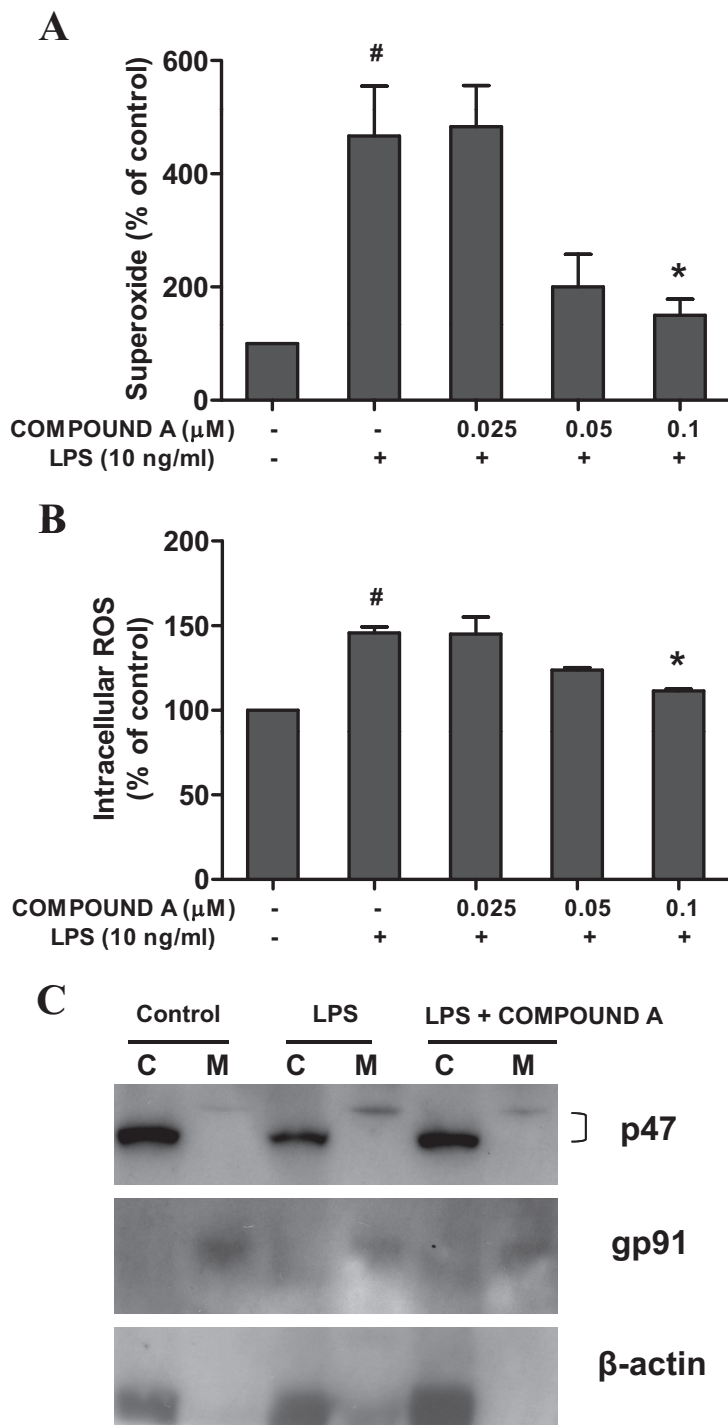 A
Superoxide (% of control)
600
400
200
0
#
*
COMPOUND A (μM) - - 0.025 0.05 0.1
LPS (10 ng/ml) - + + + +
B
Intracellular ROS
(% of control)
200
150
100
50
0
#
*
COMPOUND A (μM) - - 0.025 0.05 0.1
LPS (10 ng/ml) - + + + +
C
Control LPS LPS + COMPOUND A
C M C M C M
p47
gp91
β-actin